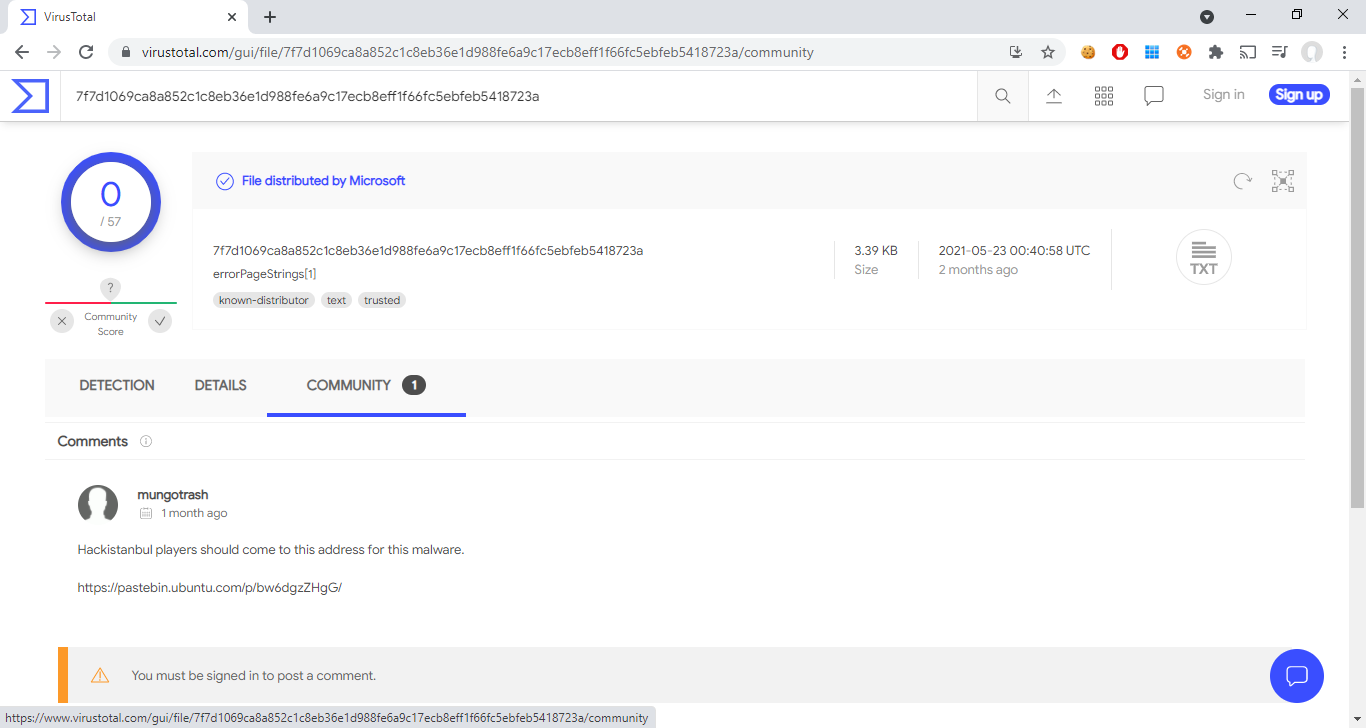 VirusTotal
virustotal.com/gui/file/7f7d1069ca8a852c1c8eb36e1d988fe6a9c17ecb8eff1f66fc5ebfeb5418723a/community
7f7d1069ca8a852c1c8eb36e1d988fe6a9c17ecb8eff1f66fc5ebfeb5418723a
Sign in
Sign up
0
/ 57
?
Community
Score
File distributed by Microsoft
7f7d1069ca8a852c1c8eb36e1d988fe6a9c17ecb8eff1f66fc5ebfeb5418723a
errorPageStrings[1]
known-distributor text trusted
3.39 KB
Size
2021-05-23 00:40:58 UTC
2 months ago
TXT
DETECTION DETAILS COMMUNITY 1
Comments
mungotrash
1 month ago
Hackistanbul players should come to this address for this malware.
https://pastebin.ubuntu.com/p/bw6dgzZHgG/
You must be signed in to post a comment.
https://www.virustotal.com/gui/file/7f7d1069ca8a852c1c8eb36e1d988fe6a9c17ecb8eff1f66fc5ebfeb5418723a/community